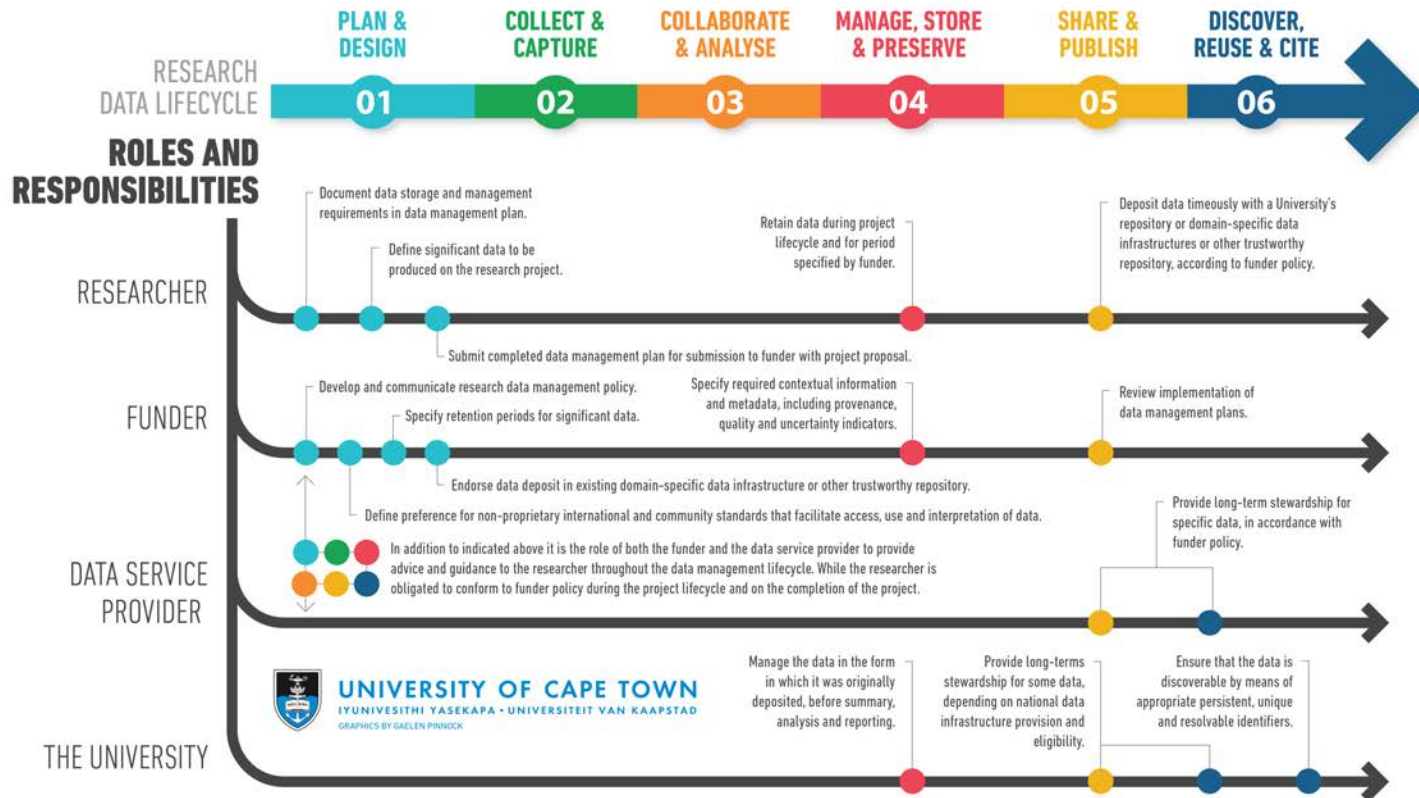 PLAN &
DESIGN
COLLECT &
CAPTURE
COLLABORATE
& ANALYSE
MANAGE, STORE
& PRESERVE
SHARE &
PUBLISH
DISCOVER,
REUSE & CITE
RESEARCH
DATA LIFECYCLE
01
02
03
04
05
06
ROLES AND
RESPONSIBILITIES
RESEARCHER
Document data storage and management
requirements in data management plan.
Define significant data to be
produced on the research project.
Submit completed data management plan for submission to funder with project proposal.
Retain data during project
lifecycle and for period
specified by funder.
Deposit data timeously with a University's
repository or domain-specific data
infrastructures or other trustworthy
repository, according to funder policy.
FUNDER
Develop and communicate research data management policy.
Specify retention periods for significant data.
Endorse data deposit in existing domain-specific data infrastructure or other trustworthy repository.
Define preference for non-proprietary international and community standards that facilitate access, use and interpretation of data.
Specify required contextual information
and metadata, including provenance,
quality and uncertainty indicators.
Review implementation of
data management plans.
In addition to indicated above it is the role of both the funder and the data service provider to provide
advice and guidance to the researcher throughout the data management lifecycle. While the researcher is
obligated to conform to funder policy during the project lifecycle and on the completion of the project.
DATA SERVICE
PROVIDER
Provide long-term stewardship for
specific data, in accordance with
funder policy.
UNIVERSITY OF CAPE TOWN
IYUNIVESITHI YASEKAPA • UNIVERSITEIT VAN KAAPSTAD
GRAPHICS BY GAELEN PINNOCK
THE UNIVERSITY
Manage the data in the form
in which it was originally
deposited, before summary,
analysis and reporting.
Provide long-terms
stewardship for some data,
depending on national data
infrastructure provision and
eligibility.
Ensure that the data is
discoverable by means of
appropriate persistent, unique
and resolvable identifiers.